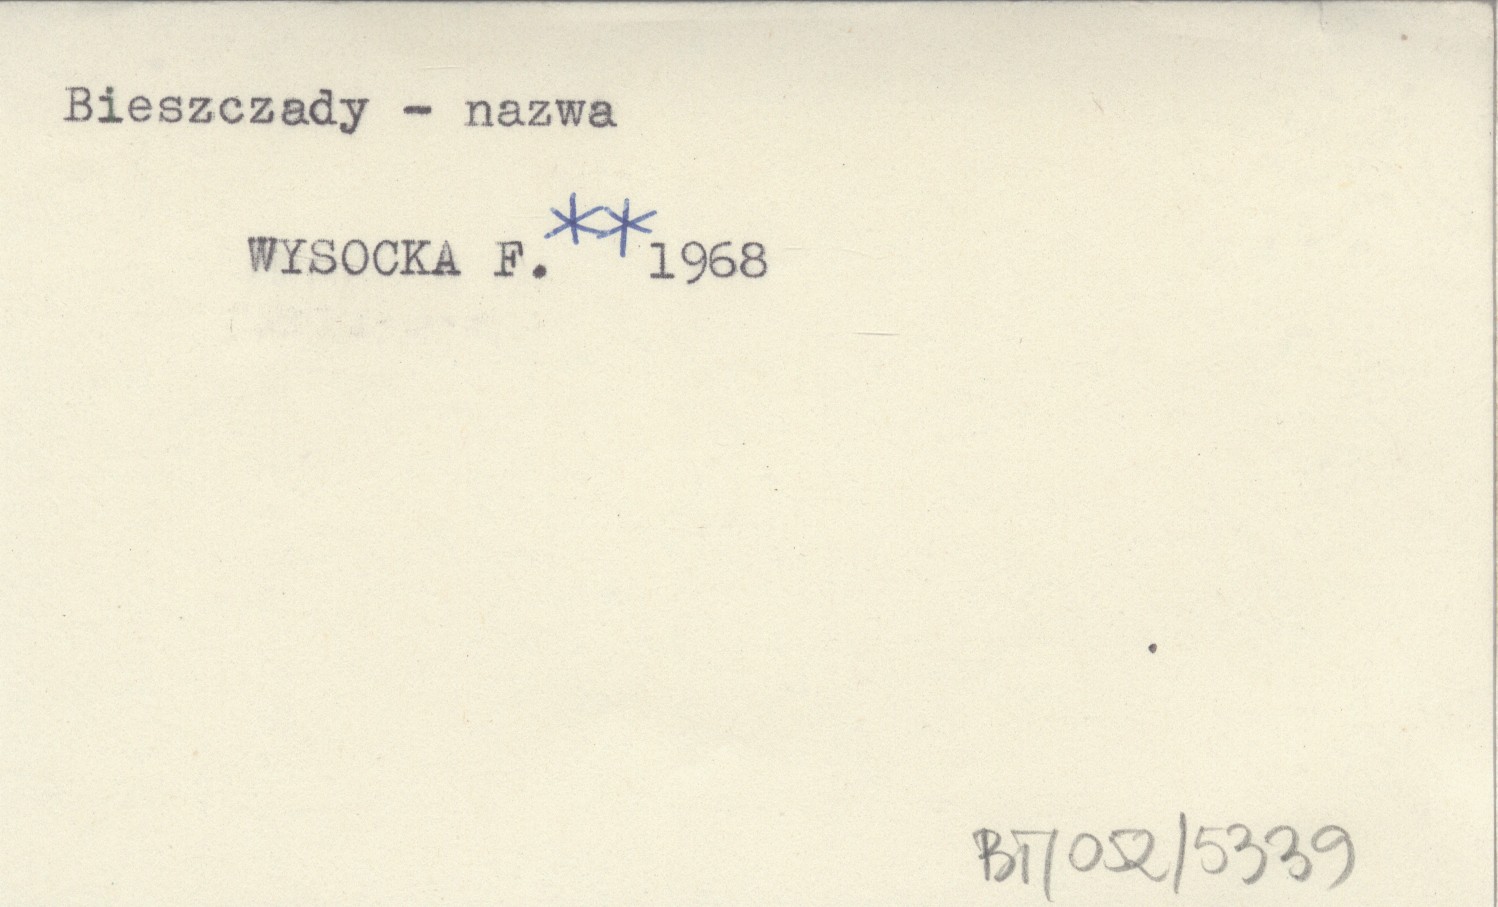 Bieszczady - nazwa
WYSOCKA F.** 1968
BT/052/5339